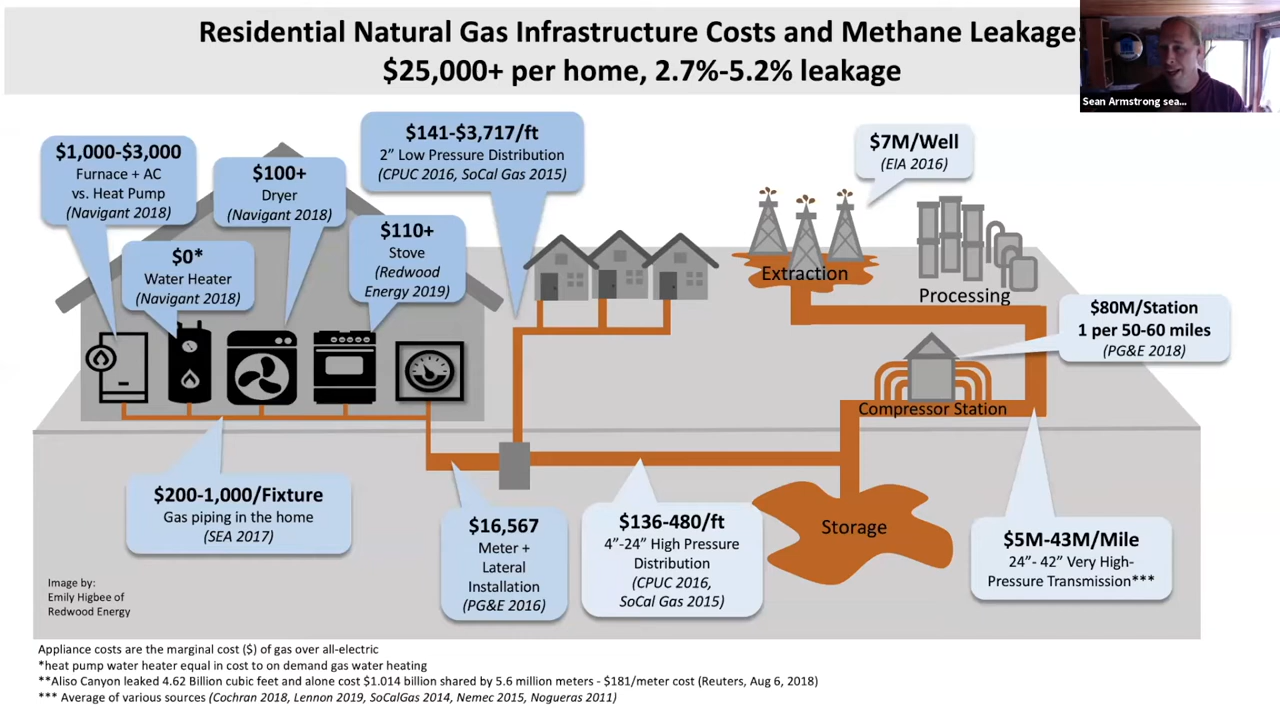 Residential Natural Gas Infrastructure Costs and Methane Leakage:
$25,000+ per home, 2.7%-5.2% leakage
Sean Armstrong sea...
$1,000-$3,000
Furnace + AC
vs. Heat Pump
(Navigant 2018)
$0*
Water Heater
(Navigant 2018)
$100+
Dryer
(Navigant 2018)
$110+
Stove
(Redwood
Energy 2019)
$141-$3,717/ft
2” Low Pressure Distribution
(CPUC 2016, SoCal Gas 2015)
$7M/Well
(EIA 2016)
Extraction
Processing
$80M/Station
1 per 50-60 miles
(PG&E 2018)
Compressor Station
$200-1,000/Fixture
Gas piping in the home
(SEA 2017)
$16,567
Meter +
Lateral
Installation
(PG&E 2016)
$136-480/ft
4”-24” High Pressure
Distribution
(CPUC 2016,
SoCal Gas 2015)
Storage
$5M-43M/Mile
24”- 42” Very High-
Pressure Transmission***
Image by:
Emily Higbee of
Redwood Energy
Appliance costs are the marginal cost ($) of gas over all-electric
*heat pump water heater equal in cost to on demand gas water heating
**Aliso Canyon leaked 4.62 Billion cubic feet and alone cost $1.014 billion shared by 5.6 million meters - $181/meter cost (Reuters, Aug 6, 2018)
*** Average of various sources (Cochran 2018, Lennon 2019, SoCalGas 2014, Nemec 2015, Nogueras 2011)